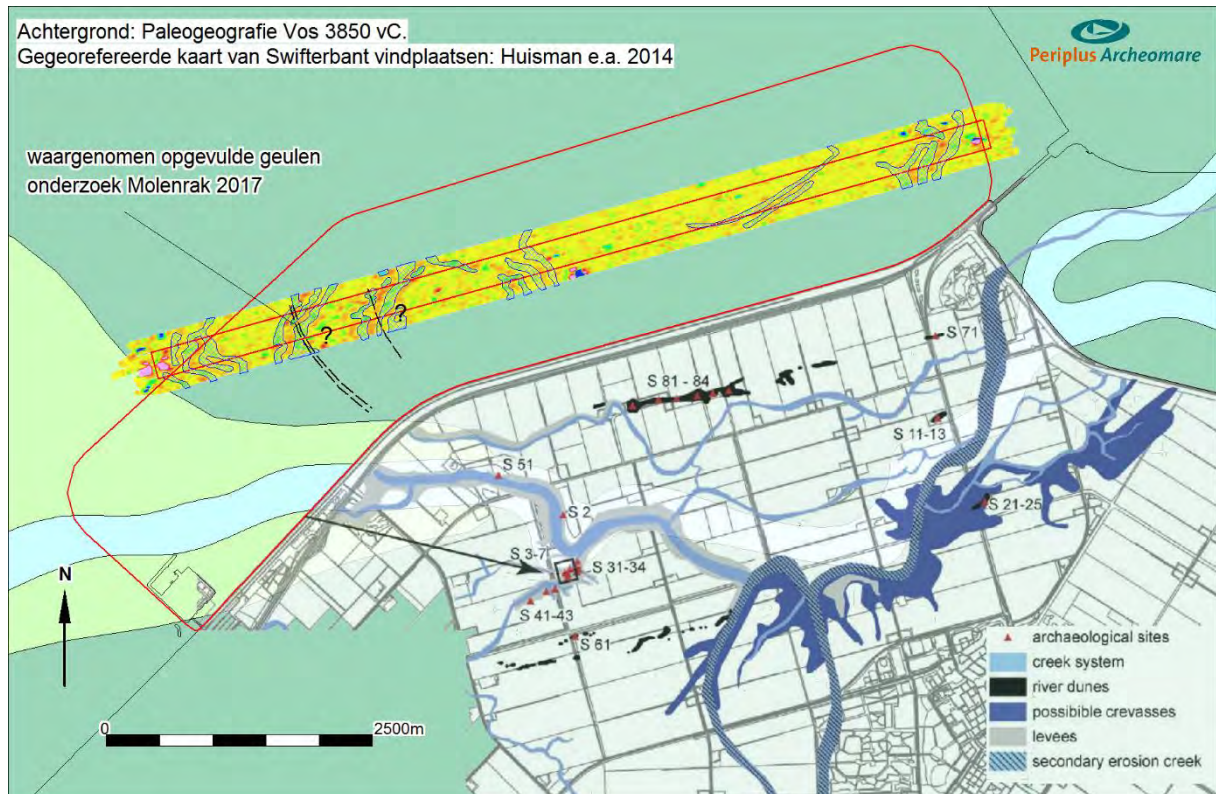 Achtergrond: Paleogeografie Vos 3850 vC.
Gegeorefereerde kaart van Swifterbant vindplaatsen: Huisman e.a. 2014
Periplus Archeomare
waargenomen opgevulde geulen
onderzoek Molenrak 2017
?
?
S 71
S 81 - 84
S 11-13
S 51
S 2
S 21-25
S 3-7
S 31-34
S 41-43
S 61
N
0
2500m
archaeological sites
creek system
river dunes
possibible crevasses
levees
secondary erosion creek